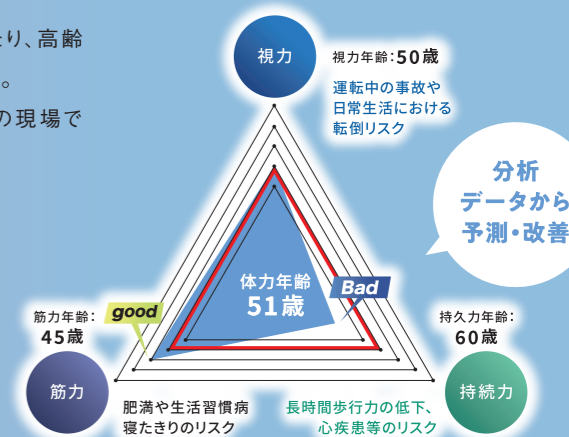 り、高齢
。
の現場で
視力
視力年齢：50歳
運転中の事故や
日常生活における
転倒リスク
分析
データから
予測・改善
体力年齢
51歳
good
Bad
筋力年齢：
45歳
持久力年齢：
60歳
筋力
持続力
肥満や生活習慣病
寝たきりのリスク
長時間歩行力の低下、
心疾患等のリスク